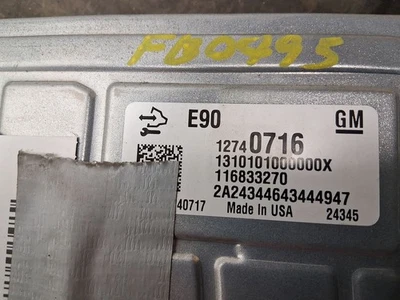 FB0495
E90 GM
12740716
1310101000000X
116833270
2A24344643444947
40717 Made in USA 24345